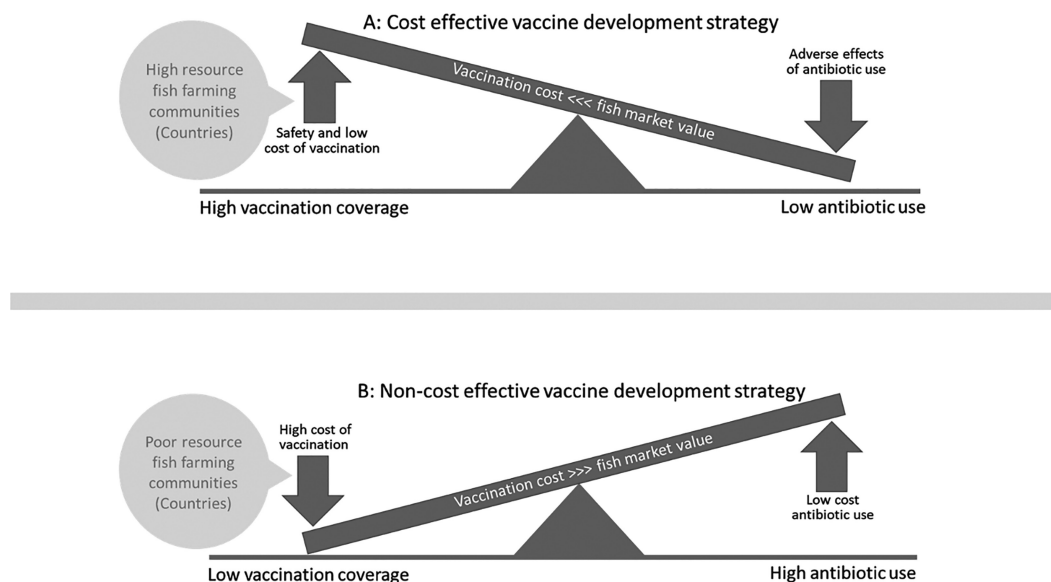 A: Cost effective vaccine development strategy
High resource
fish farming
communities
(Countries)
Safety and low
cost of vaccination
Vaccination cost <<< fish market value
Adverse effects
of antibiotic use
High vaccination coverage
Low antibiotic use
B: Non-cost effective vaccine development strategy
Poor resource
fish farming
communities
(Countries)
High cost of
vaccination
Vaccination cost >>> fish market value
Low cost
antibiotic use
Low vaccination coverage
High antibiotic use